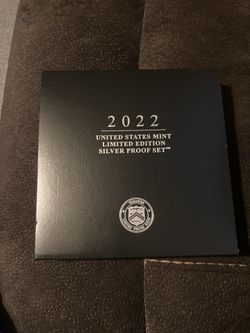 2022
UNITED STATES MINT
LIMITED EDITION
SILVER PROOF SET™